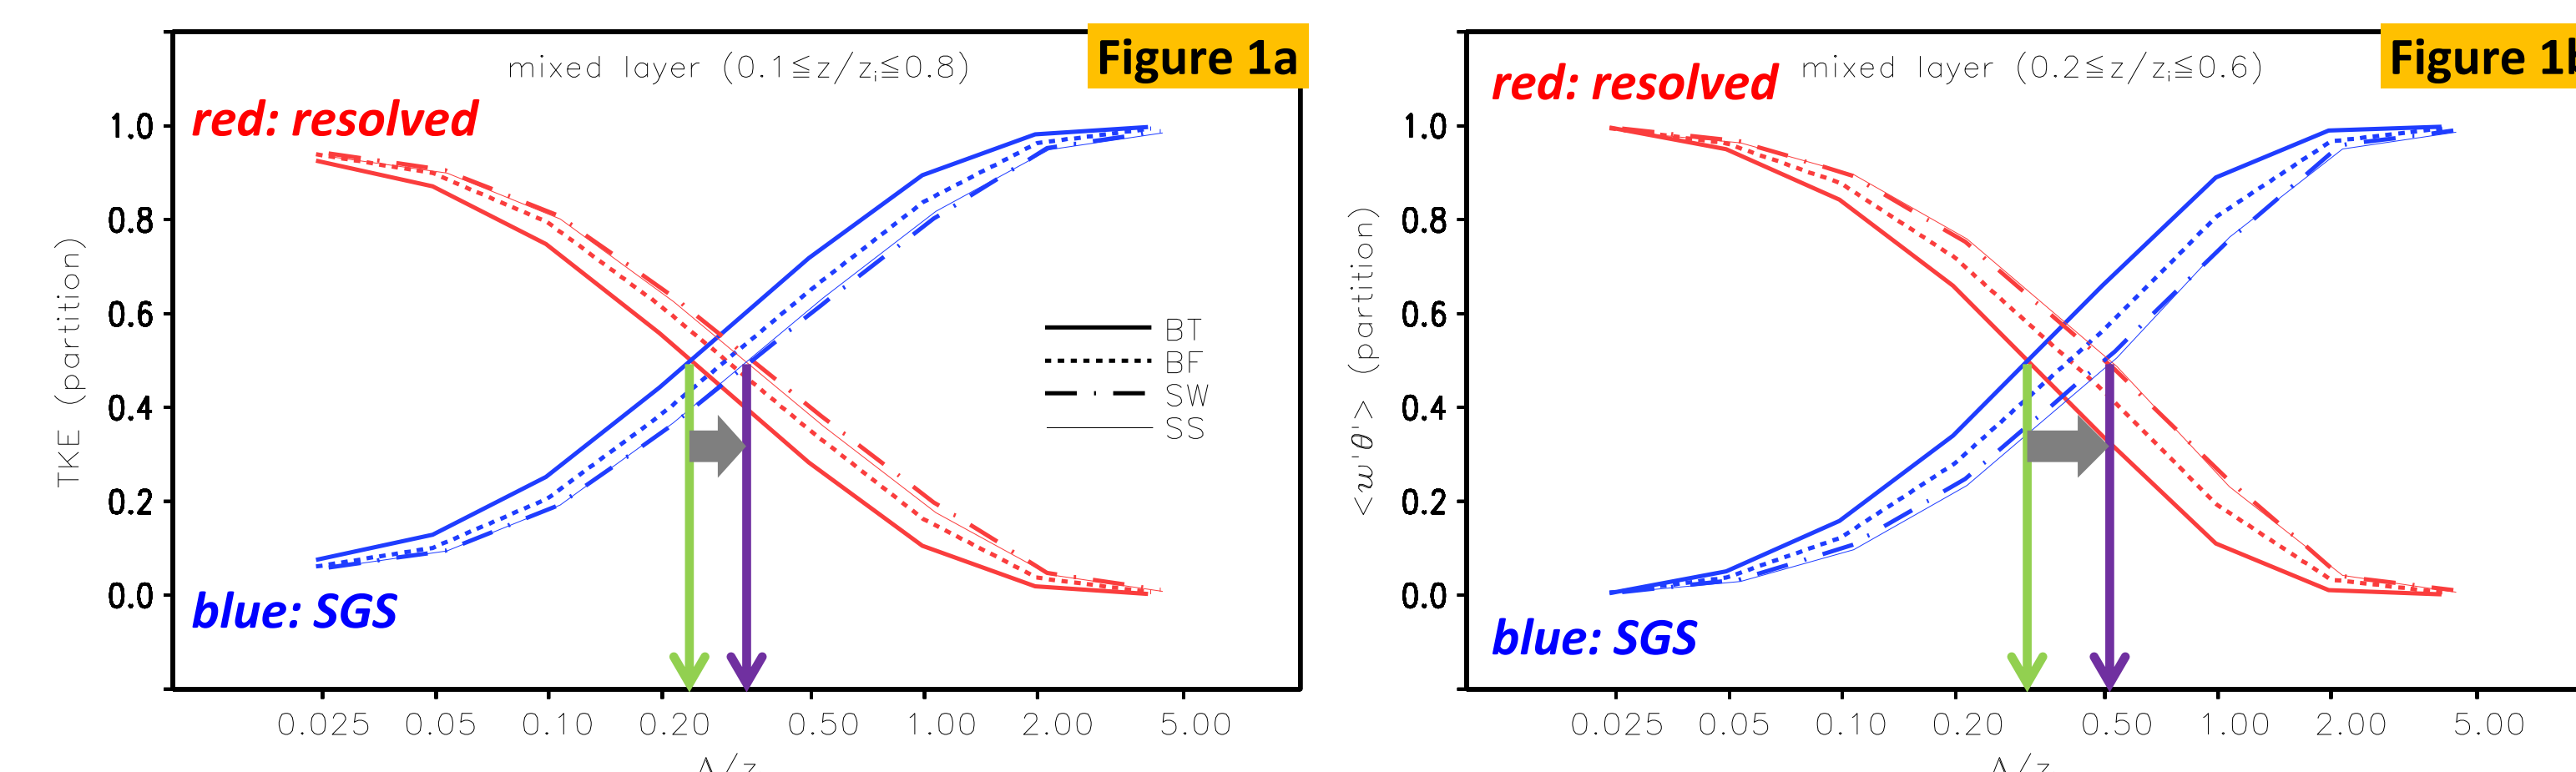 Figure 1a
mixed layer (0.1≦z/zᵢ≦0.8)
red: resolved
1.0
0.8
0.6
0.4
0.2
0.0
TKE (partition)
BT
BF
SW
SS
blue: SGS
0.025 0.05 0.10 0.20 0.50 1.00 2.00 5.00
Figure 1b
mixed layer (0.2≦z/zᵢ≦0.6)
red: resolved
1.0
0.8
0.6
0.4
0.2
0.0
<w'θ'> (partition)
blue: SGS
0.025 0.05 0.10 0.20 0.50 1.00 2.00 5.00